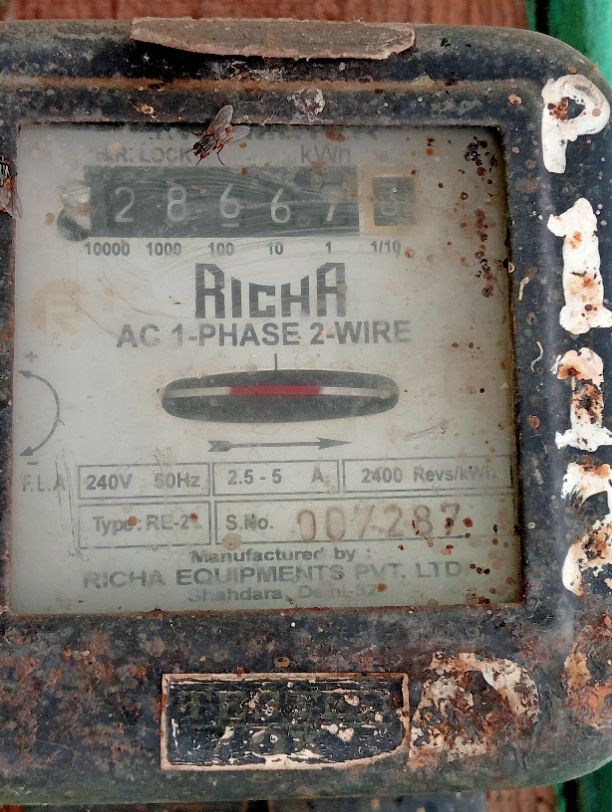 kWh
2 8 6 6 7
10000 1000 100 10 1 1/10
RICHA
AC 1-PHASE 2-WIRE
+
-
F.L.A
240V 50Hz 2.5 - 5 A 2400 Revs/kWh
Type : RE-21 S.No. 007287
Manufactured by :
RICHA EQUIPMENTS PVT. LTD.
Shahdara, Delhi-32
P